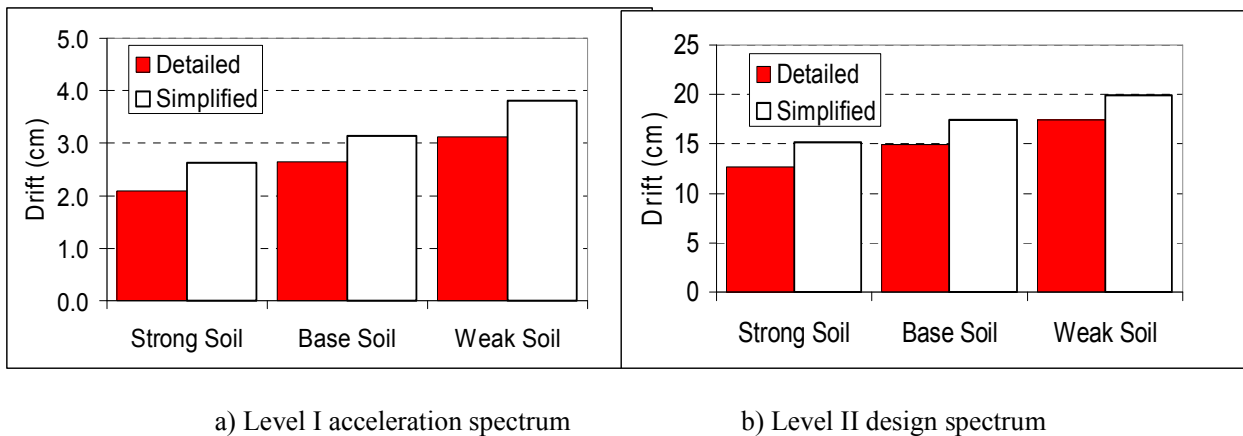 5.0
4.0
3.0
2.0
1.0
0.0
Drift (cm)
Detailed
Simplified
Strong Soil Base Soil Weak Soil
25
20
15
10
5
0
Drift (cm)
Detailed
Simplified
Strong Soil Base Soil Weak Soil
a) Level I acceleration spectrum
b) Level II design spectrum